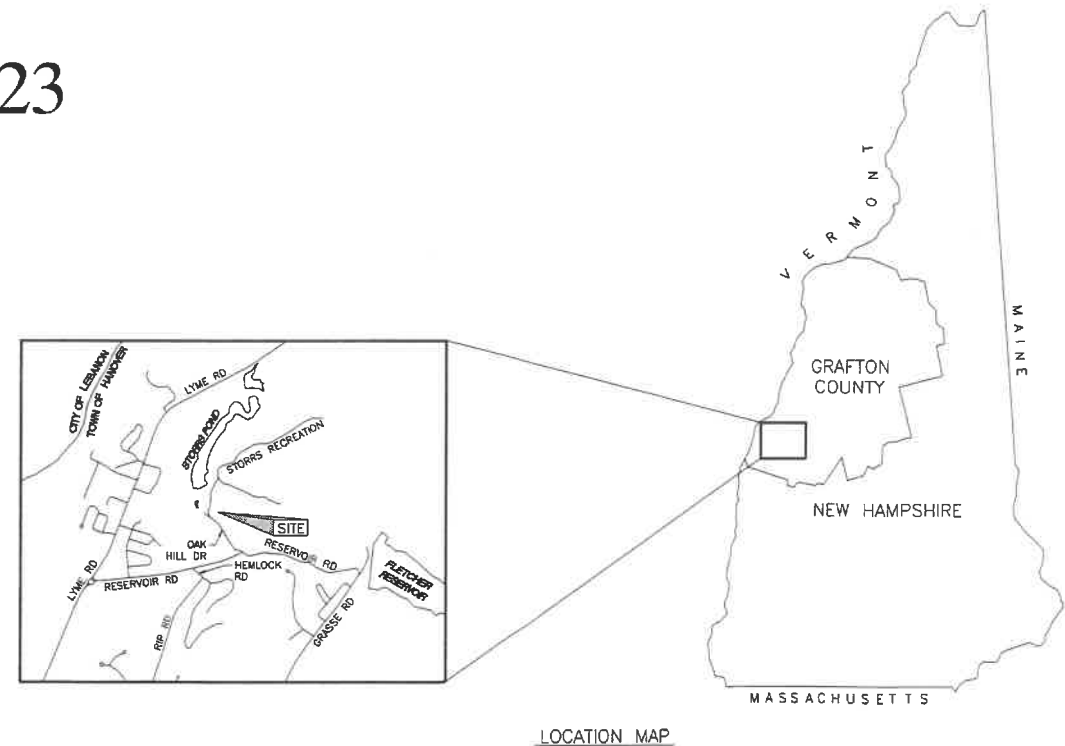 23
VERMONT
MAINE
GRAFTON
COUNTY
NEW HAMPSHIRE
MASSACHUSETTS
CITY OF LEBANON
TOWN OF HANOVER
LYME RD
STORRS POND
STORRS RECREATION
SITE
OAK
HILL DR
RESERVOIR RD
HEMLOCK
RD
FLETCHER
RESERVOIR
LYME RD
RESERVOIR RD
RIP RD
GRASSE RD
LOCATION MAP